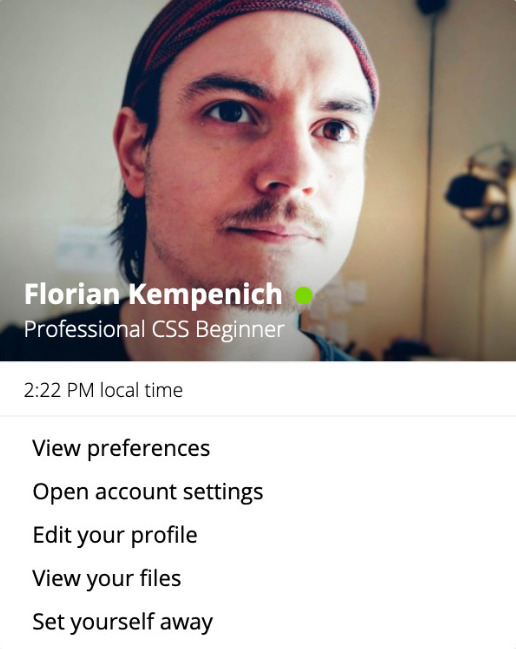 Florian Kempenich
Professional CSS Beginner
2:22 PM local time
View preferences
Open account settings
Edit your profile
View your files
Set yourself away